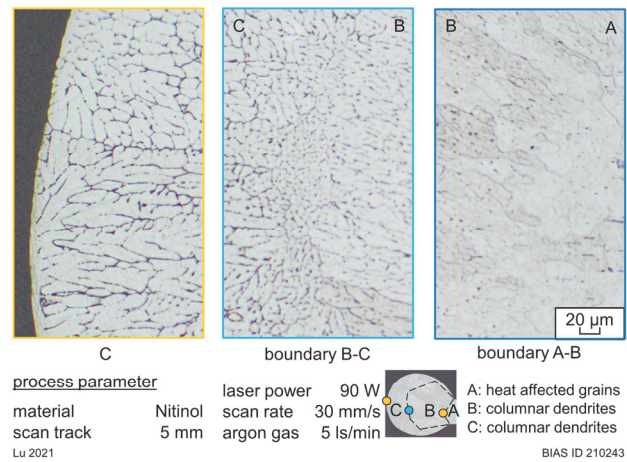 C B B A
20 µm
C boundary B-C boundary A-B
process parameter
material Nitinol
scan track 5 mm
laser power 90 W
scan rate 30 mm/s
argon gas 5 ls/min
C B A
A: heat affected grains
B: columnar dendrites
C: columnar dendrites
Lu 2021 BIAS ID 210243